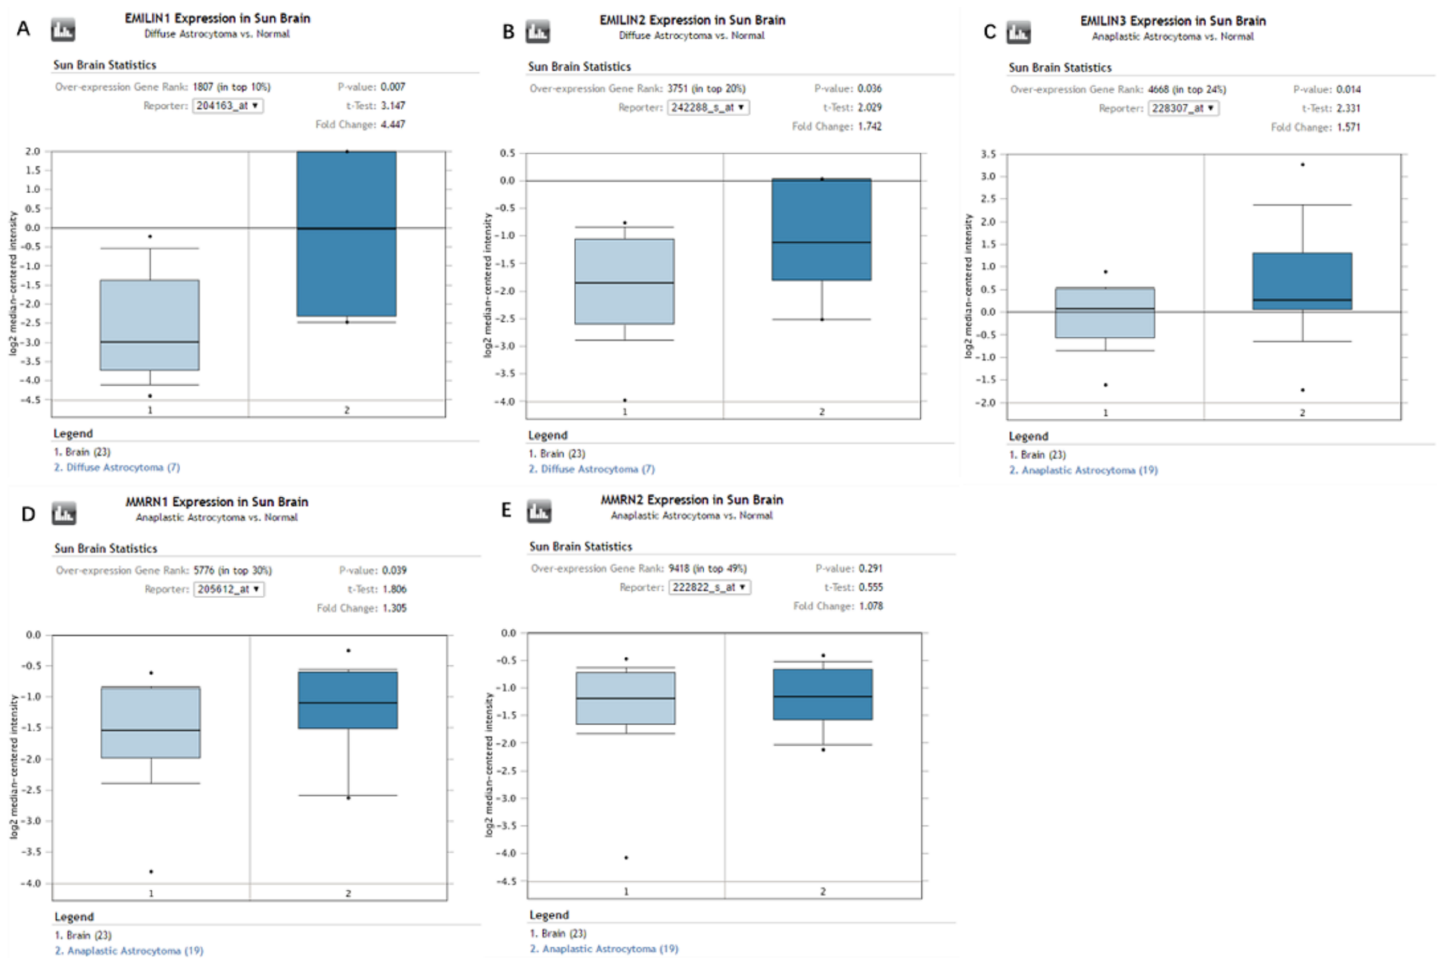 A
EMILIN1 Expression in Sun Brain
Diffuse Astrocytoma vs. Normal
Sun Brain Statistics
Over-expression Gene Rank: 1807 (in top 10%)
P-value: 0.007
Reporter: 204163_at ▼
t-Test: 3.147
Fold Change: 4.447
log2 median-centered intensity
2.0
1.5
1.0
0.5
0.0
-0.5
-1.0
-1.5
-2.0
-2.5
-3.0
-3.5
-4.0
-4.5
1
2
Legend
1. Brain (23)
2. Diffuse Astrocytoma (7)
B
EMILIN2 Expression in Sun Brain
Diffuse Astrocytoma vs. Normal
Sun Brain Statistics
Over-expression Gene Rank: 3751 (in top 20%)
P-value: 0.036
Reporter: 242288_s_at ▼
t-Test: 2.029
Fold Change: 1.742
log2 median-centered intensity
0.5
0.0
-0.5
-1.0
-1.5
-2.0
-2.5
-3.0
-3.5
-4.0
1
2
Legend
1. Brain (23)
2. Diffuse Astrocytoma (7)
C
EMILIN3 Expression in Sun Brain
Anaplastic Astrocytoma vs. Normal
Sun Brain Statistics
Over-expression Gene Rank: 4668 (in top 24%)
P-value: 0.014
Reporter: 228307_at ▼
t-Test: 2.331
Fold Change: 1.571
log2 median-centered intensity
3.5
3.0
2.5
2.0
1.5
1.0
0.5
0.0
-0.5
-1.0
-1.5
-2.0
1
2
Legend
1. Brain (23)
2. Anaplastic Astrocytoma (19)
D
MMRN1 Expression in Sun Brain
Anaplastic Astrocytoma vs. Normal
Sun Brain Statistics
Over-expression Gene Rank: 5776 (in top 30%)
P-value: 0.039
Reporter: 205612_at ▼
t-Test: 1.806
Fold Change: 1.305
log2 median-centered intensity
0.0
-0.5
-1.0
-1.5
-2.0
-2.5
-3.0
-3.5
-4.0
1
2
Legend
1. Brain (23)
2. Anaplastic Astrocytoma (19)
E
MMRN2 Expression in Sun Brain
Anaplastic Astrocytoma vs. Normal
Sun Brain Statistics
Over-expression Gene Rank: 9418 (in top 49%)
P-value: 0.291
Reporter: 222822_s_at ▼
t-Test: 0.555
Fold Change: 1.078
log2 median-centered intensity
0.0
-0.5
-1.0
-1.5
-2.0
-2.5
-3.0
-3.5
-4.0
-4.5
1
2
Legend
1. Brain (23)
2. Anaplastic Astrocytoma (19)